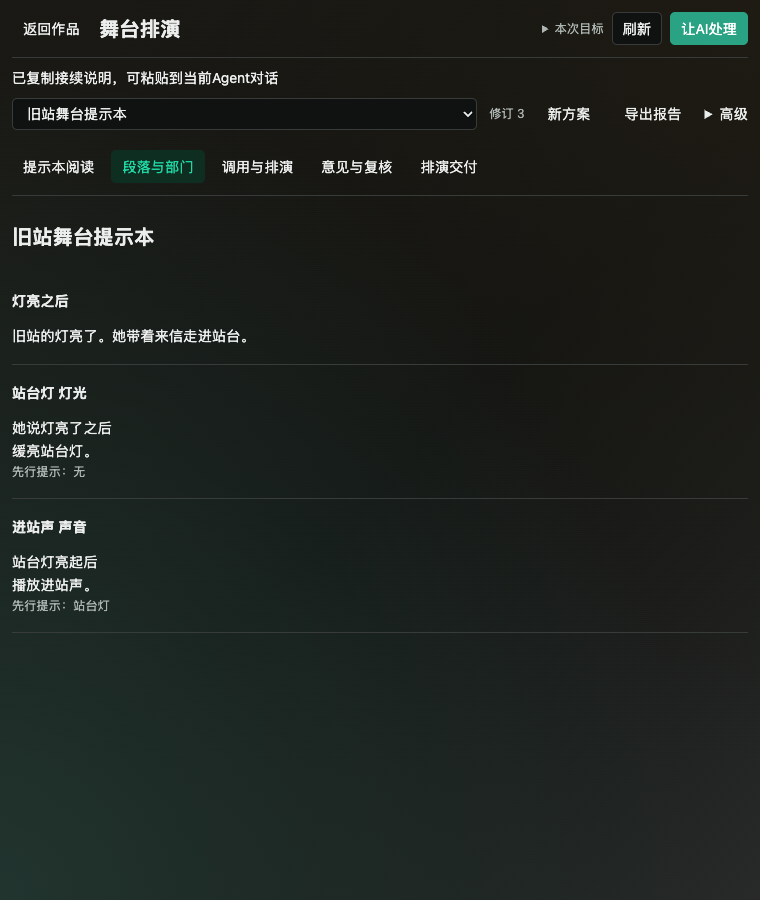 返回作品 舞台排演 ▶ 本次目标 刷新 让AI处理
已复制接续说明，可粘贴到当前Agent对话
旧站舞台提示本 修订 3 新方案 导出报告 ▶ 高级
提示本阅读 段落与部门 调用与排演 意见与复核 排演交付
旧站舞台提示本
灯亮之后
旧站的灯亮了。她带着来信走进站台。
站台灯 灯光
她说灯亮了之后
缓亮站台灯。
先行提示：无
进站声 声音
站台灯亮起后
播放进站声。
先行提示：站台灯